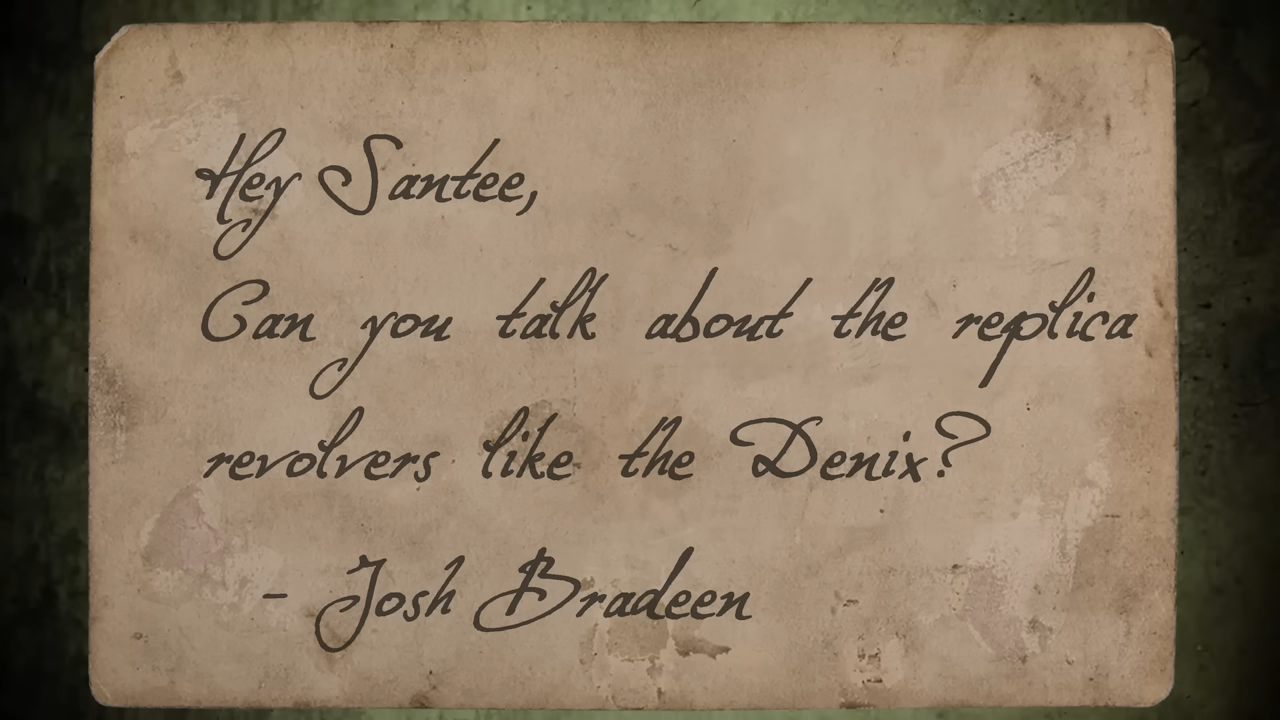 Hey Santee,
Can you talk about the replica
revolvers like the Denix?
- Josh Bradeen